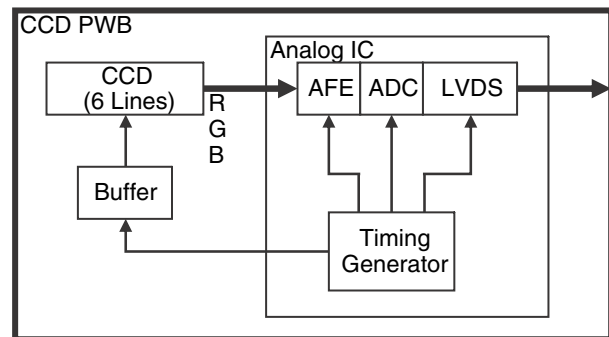 CCD PWB
Analog IC
CCD
(6 Lines)
R
G
B
AFE
ADC
LVDS
Buffer
Timing
Generator